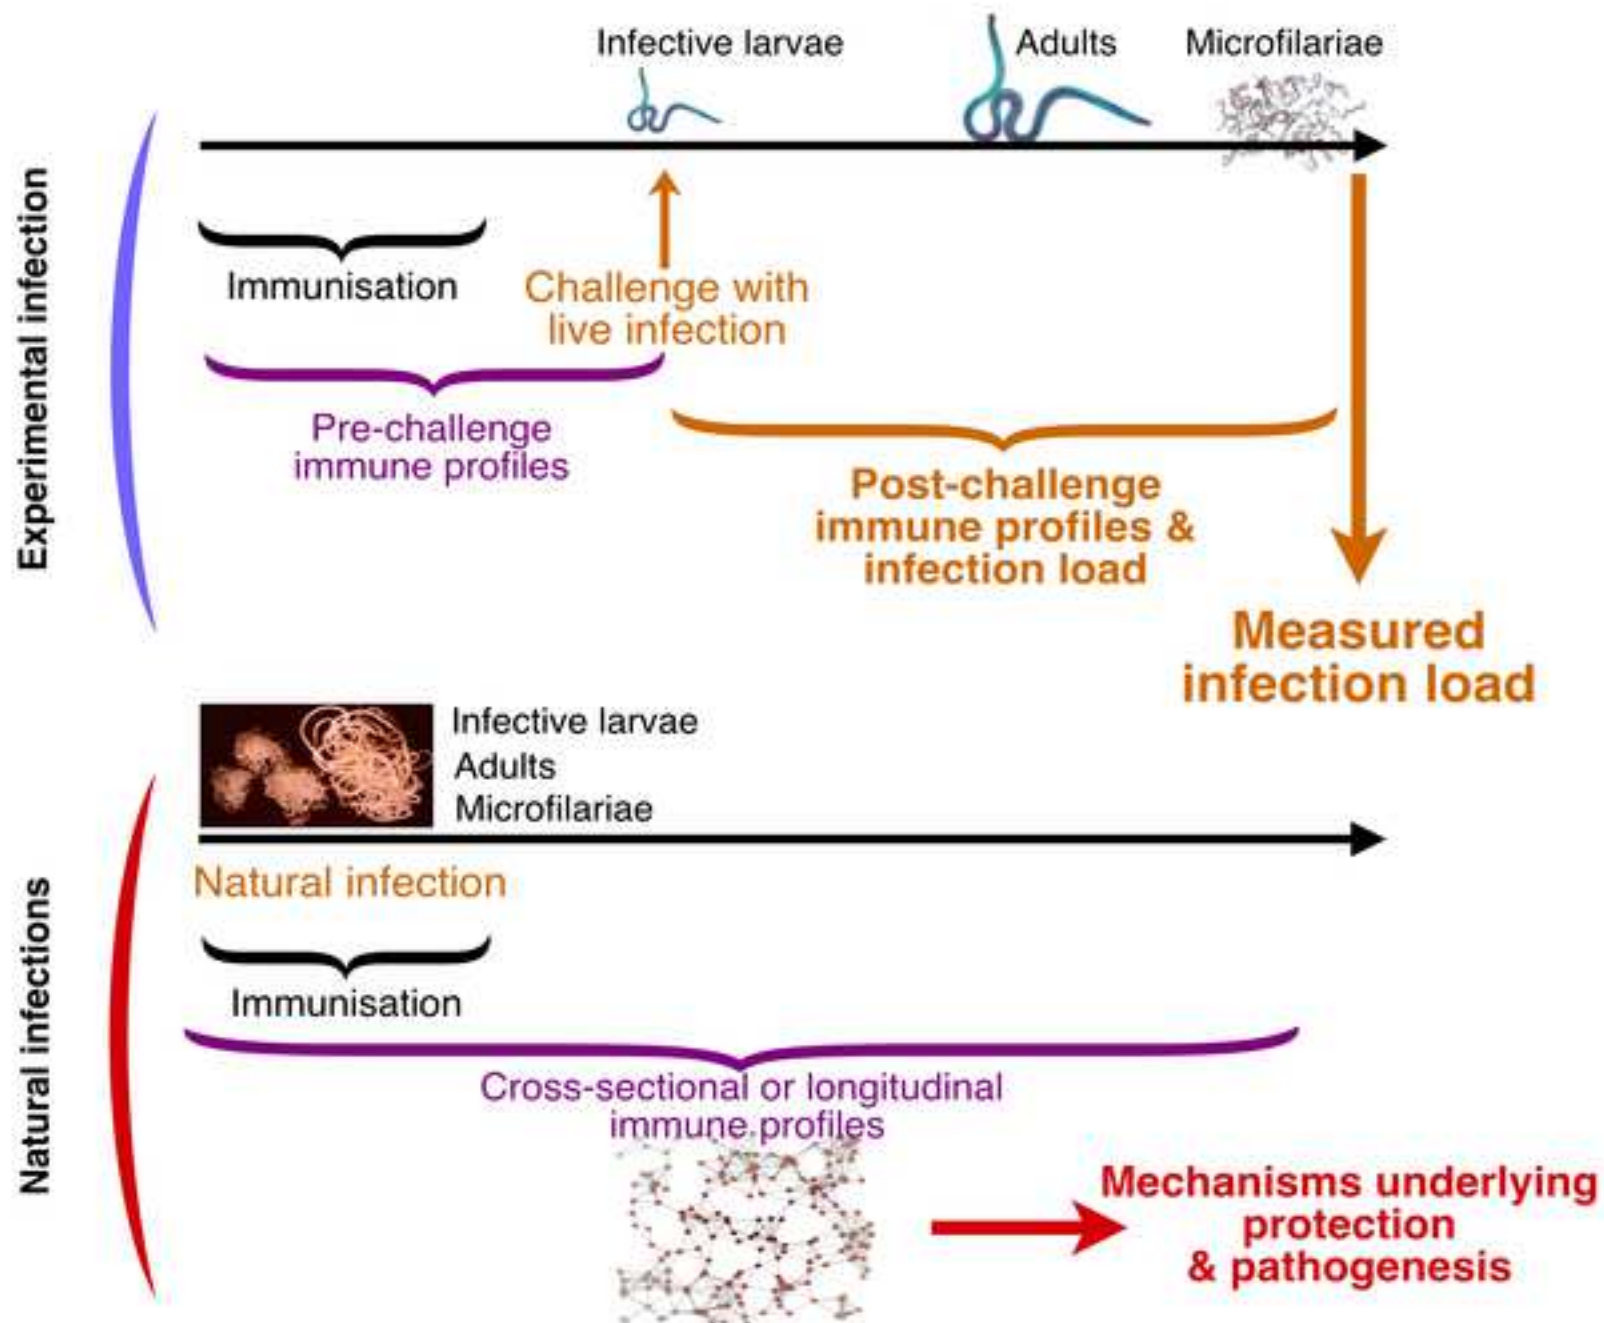 Infective larvae
Adults
Microfilariae
Experimental infection
Immunisation
Challenge with
live infection
Pre-challenge
immune profiles
Post-challenge
immune profiles &
infection load
Measured
infection load
Natural infections
Infective larvae
Adults
Microfilariae
Natural infection
Immunisation
Cross-sectional or longitudinal
immune profiles
Mechanisms underlying
protection
& pathogenesis